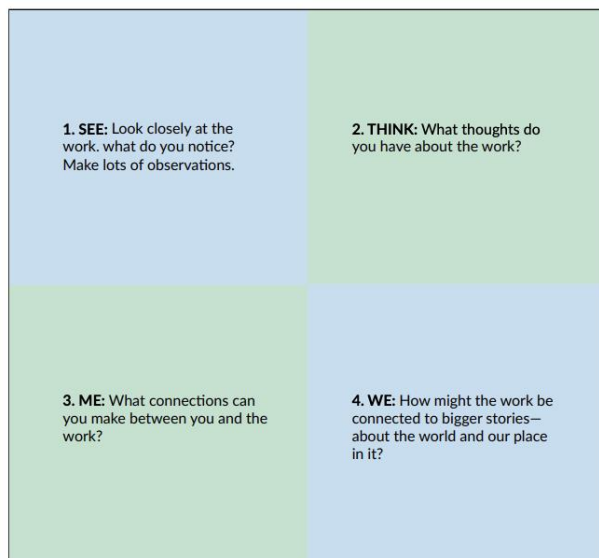 1. SEE: Look closely at the
work. what do you notice?
Make lots of observations.
2. THINK: What thoughts do
you have about the work?
3. ME: What connections can
you make between you and the
work?
4. WE: How might the work be
connected to bigger stories—
about the world and our place
in it?